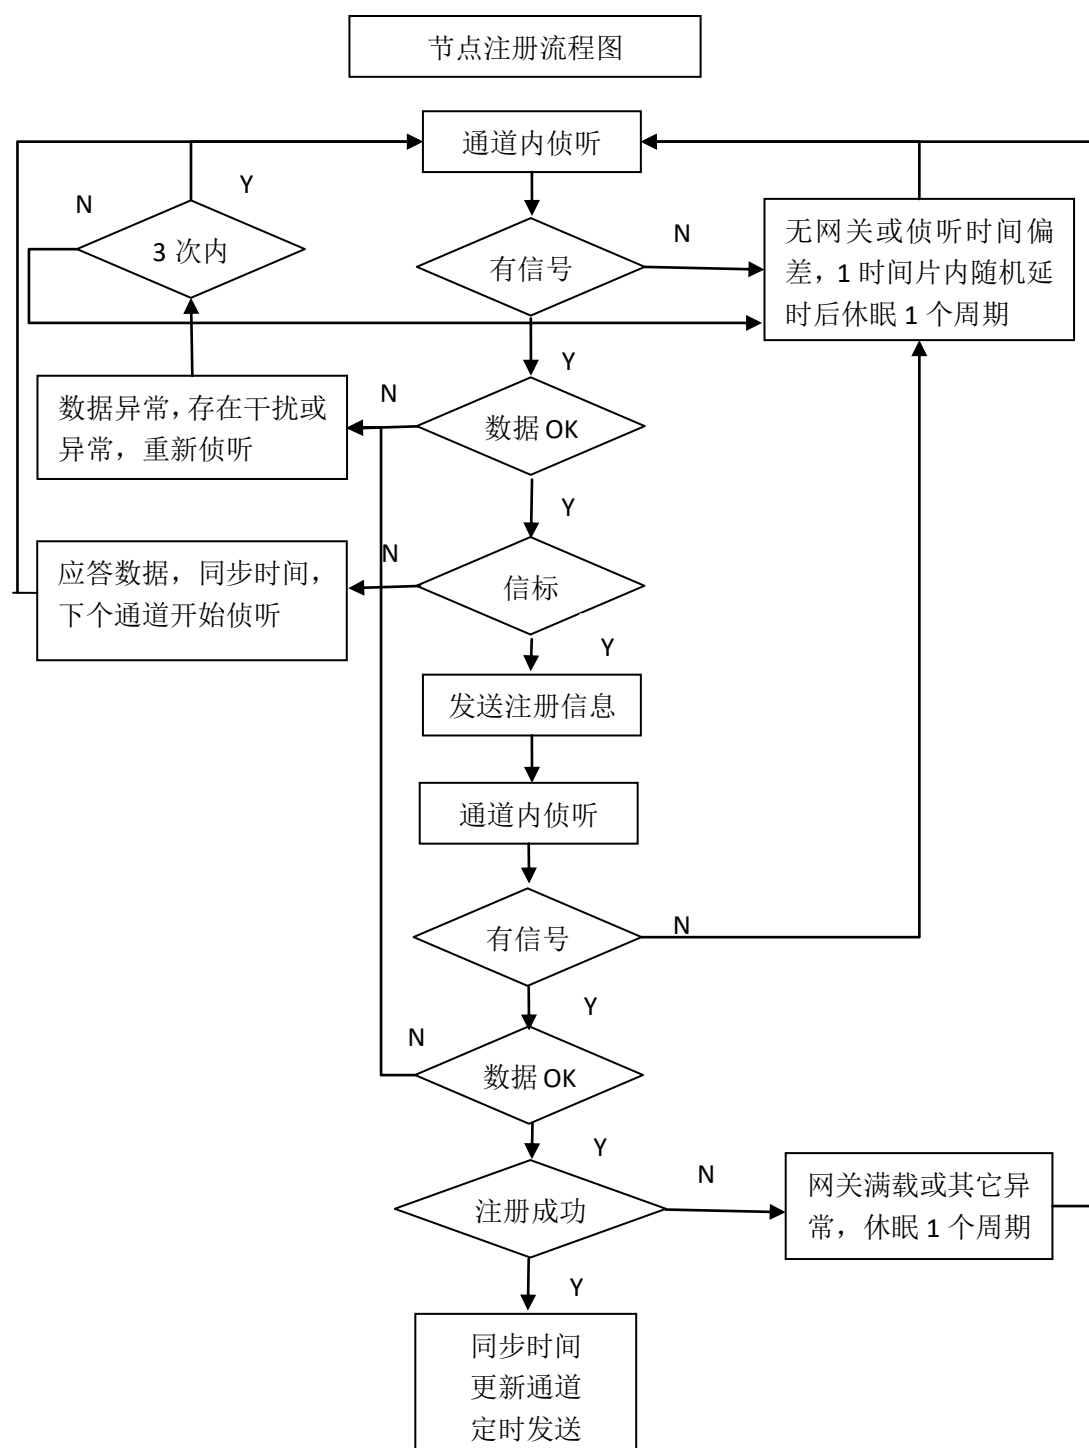 节点注册流程图
通道内侦听
Y
N
3 次内
有信号
N
无网关或侦听时间偏
差，1 时间片内随机延
时后休眠 1 个周期
Y
数据异常，存在干扰或
异常，重新侦听
N
数据 OK
Y
应答数据，同步时间，
下个通道开始侦听
N
信标
Y
发送注册信息
通道内侦听
有信号
N
Y
N
数据 OK
Y
注册成功
N
网关满载或其它异
常，休眠 1 个周期
Y
同步时间
更新通道
定时发送